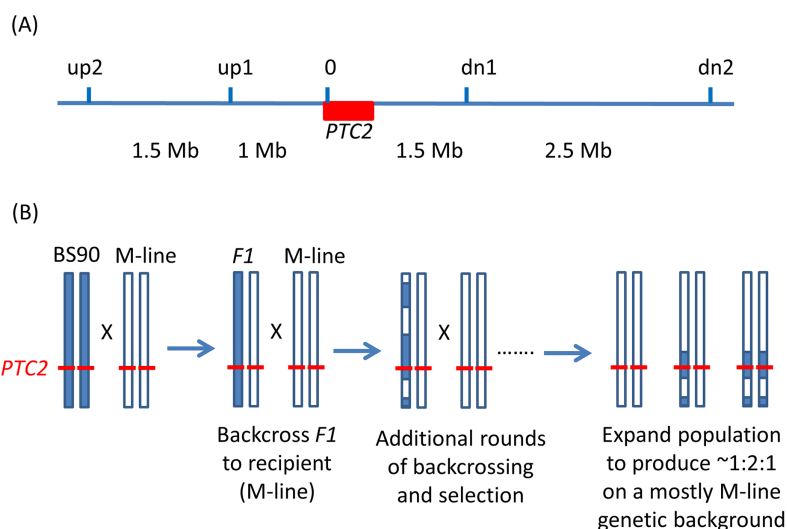 (A)
up2 up1 0 dn1 dn2
PTC2
1.5 Mb 1 Mb 1.5 Mb 2.5 Mb
(B)
BS90 M-line F1 M-line
X X X
PTC2
.......
Backcross F1
to recipient
(M-line)
Additional rounds
of backcrossing
and selection
Expand population
to produce ~1:2:1
on a mostly M-line
genetic background